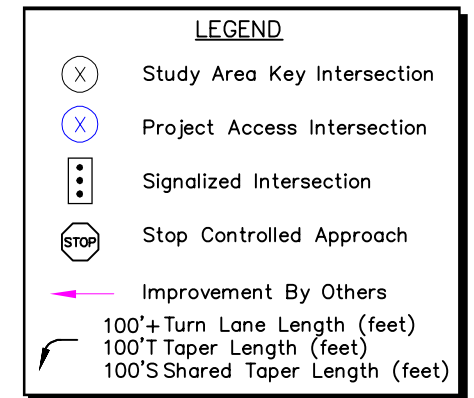 LEGEND
X Study Area Key Intersection
X Project Access Intersection
Signalized Intersection
STOP Stop Controlled Approach
Improvement By Others
100'+ Turn Lane Length (feet)
100'T Taper Length (feet)
100'S Shared Taper Length (feet)